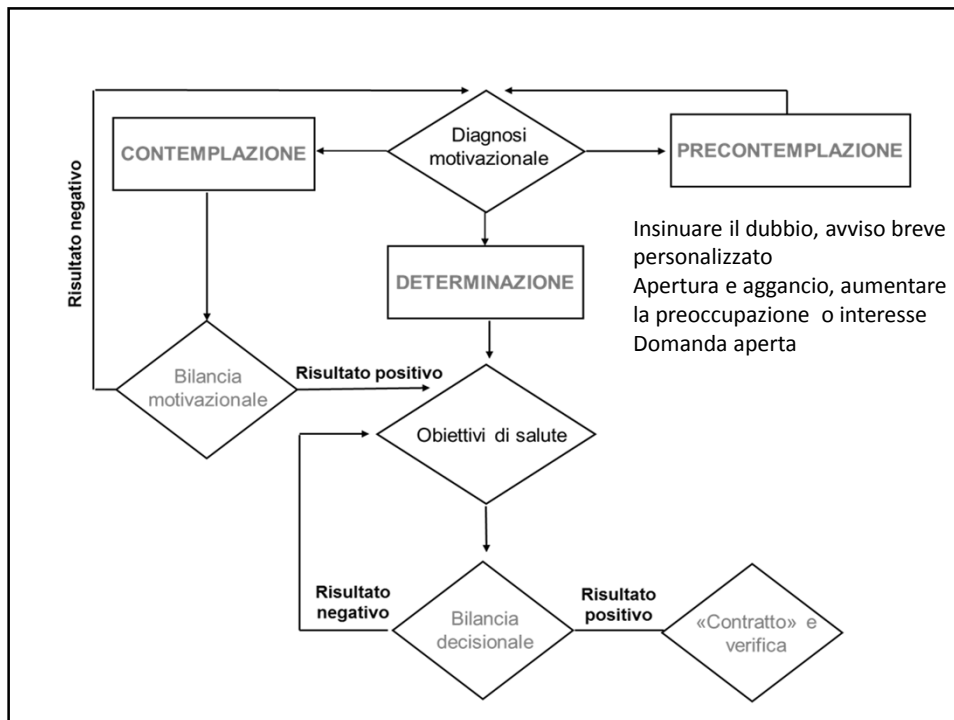 Diagnosi
motivazionale
CONTEMPLAZIONE
PRECONTEMPLAZIONE
Risultato negativo
Insinuare il dubbio, avviso breve
personalizzato
Apertura e aggancio, aumentare
la preoccupazione o interesse
Domanda aperta
DETERMINAZIONE
Bilancia
motivazionale
Risultato positivo
Obiettivi di salute
Risultato
negativo
Bilancia
decisionale
Risultato
positivo
«Contratto» e
verifica